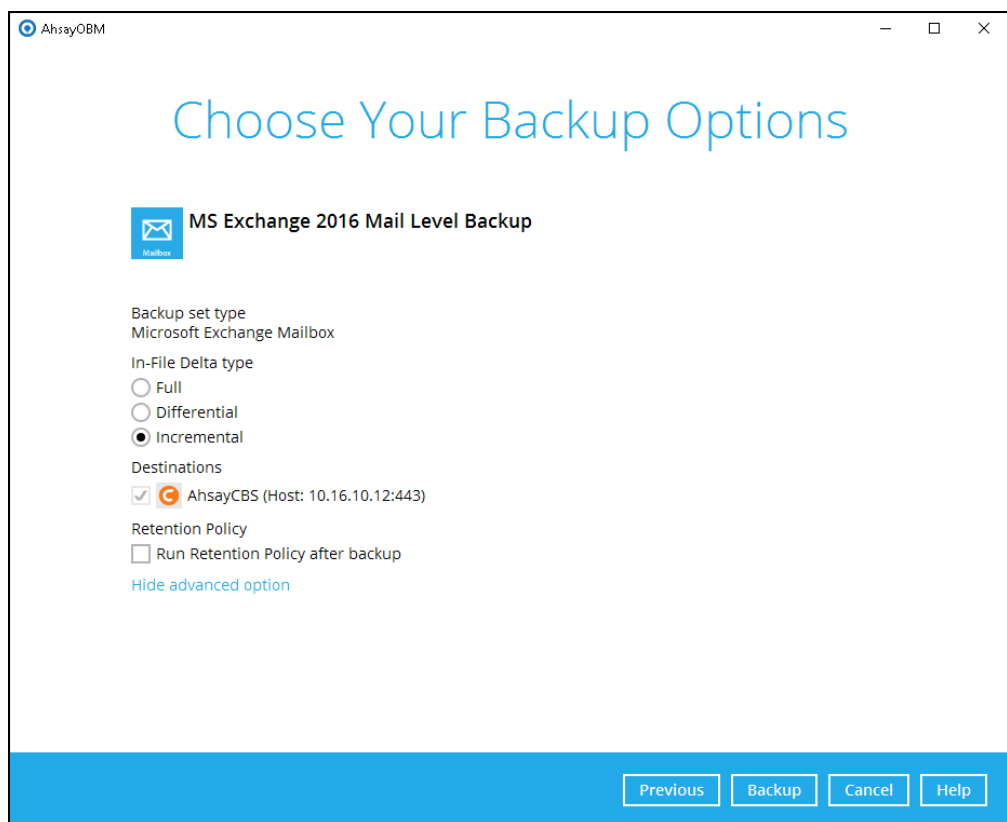 AhsayOBM
Choose Your Backup Options
MS Exchange 2016 Mail Level Backup
Mailbox
Backup set type
Microsoft Exchange Mailbox
In-File Delta type
Full
Differential
Incremental
Destinations
C AhsayCBS (Host: 10.16.10.12:443)
Retention Policy
Run Retention Policy after backup
Hide advanced option
Previous Backup Cancel Help